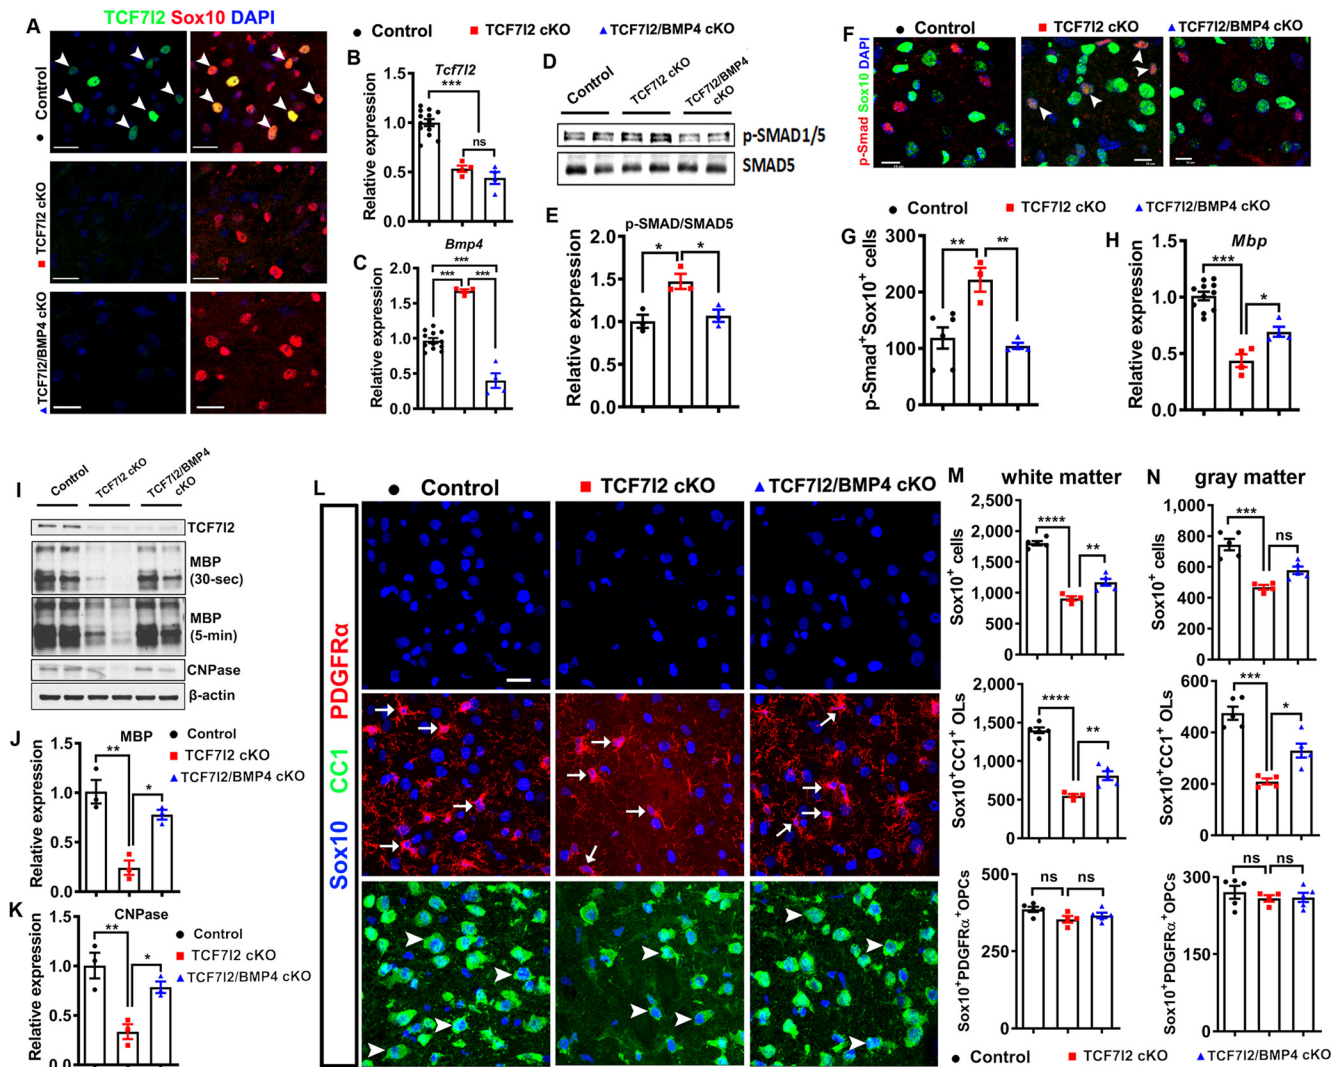 A
TCF7l2 Sox10 DAPI
● Control
■ TCF7l2 cKO
▲TCF7l2/BMP4 cKO
● Control
■ TCF7l2 cKO
▲ TCF7l2/BMP4 cKO
B
Tcf7l2
Relative expression
1.5
1.0
0.5
0.0
***
ns
C
Bmp4
Relative expression
2.0
1.5
1.0
0.5
0.0
***
***
***
D
Control
TCF7l2 cKO
TCF7l2/BMP4
cKO
p-SMAD1/5
SMAD5
E
p-SMAD/SMAD5
Relative expression
2.0
1.5
1.0
0.5
0.0
*
*
F
● Control
■ TCF7l2 cKO
▲ TCF7l2/BMP4 cKO
p-Smad Sox10 DAPI
● Control
■ TCF7l2 cKO
▲ TCF7l2/BMP4 cKO
G
p-Smad+Sox10+ cells
300
200
100
0
**
**
H
Mbp
Relative expression
1.5
1.0
0.5
0.0
***
*
I
Control
TCF7l2 cKO
TCF7l2/BMP4
cKO
TCF7l2
MBP
(30-sec)
MBP
(5-min)
CNPase
β-actin
J
MBP
Relative expression
1.5
1.0
0.5
0.0
**
*
● Control
■ TCF7l2 cKO
▲ TCF7l2/BMP4 cKO
K
CNPase
Relative expression
1.5
1.0
0.5
0.0
**
*
● Control
■ TCF7l2 cKO
▲ TCF7l2/BMP4 cKO
L
● Control
■ TCF7l2 cKO
▲ TCF7l2/BMP4 cKO
Sox10 CC1 PDGFRα
M
white matter
Sox10+ cells
2,500
2,000
1,500
1,000
500
0
****
**
Sox10+CC1+ OLs
2,000
1,500
1,000
500
0
****
**
Sox10+PDGFRα+OPCs
500
250
0
ns
ns
N
gray matter
Sox10+ cells
1,000
800
600
400
200
0
***
ns
Sox10+CC1+ OLs
600
400
200
0
***
*
Sox10+PDGFRα+OPCs
300
150
0
ns
ns
● Control
■ TCF7l2 cKO
▲TCF7l2/BMP4 cKO